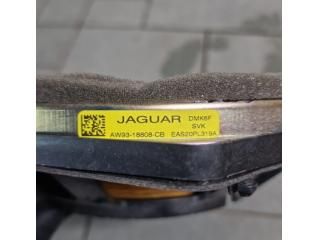 JAGUAR DMK6F
SVK
AW93-18808-CB EAS20PL319A